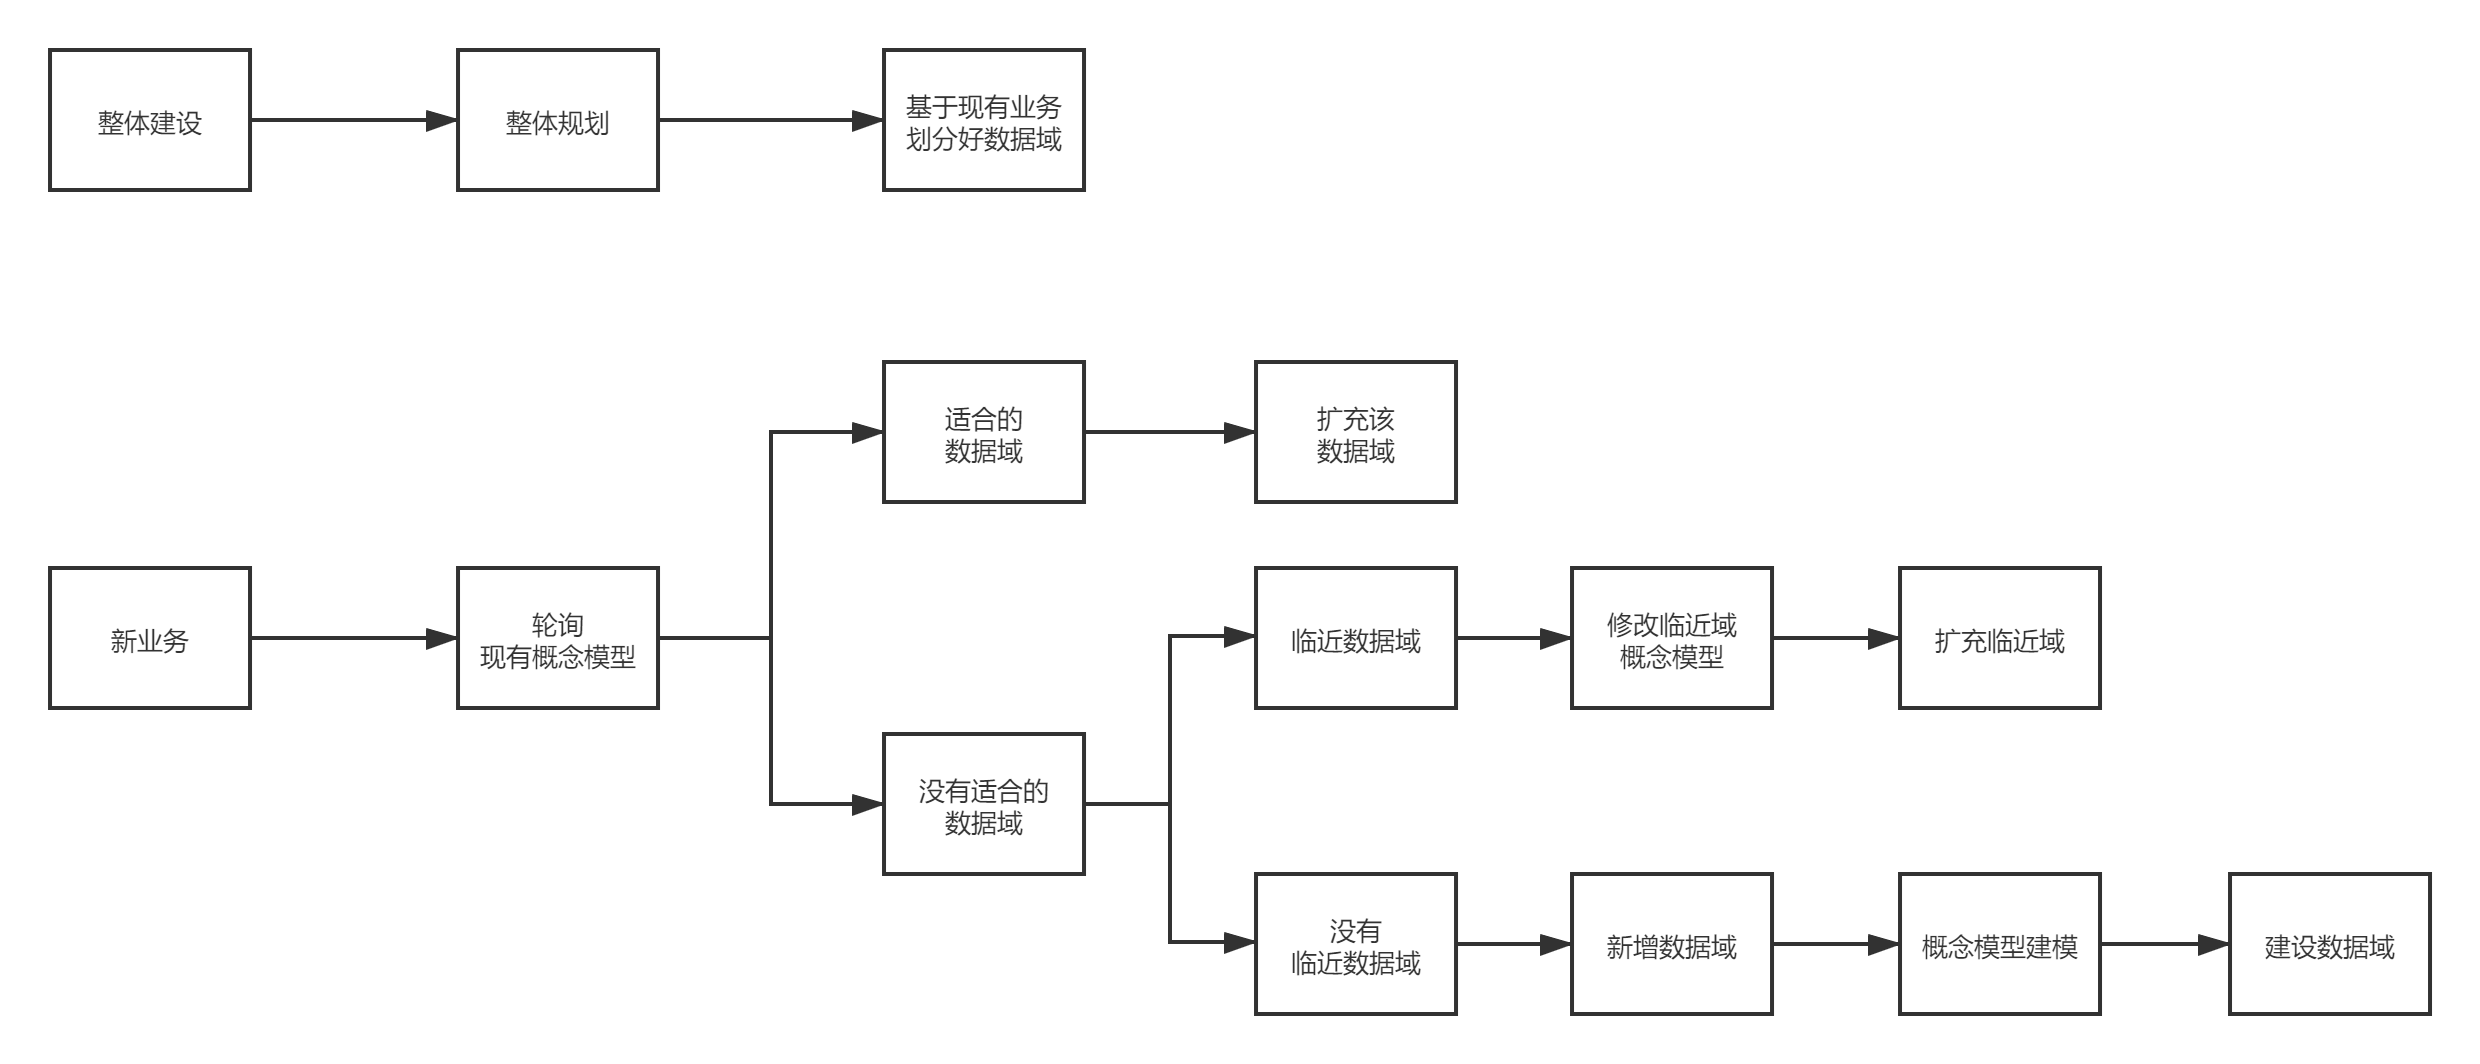 整体建设
整体规划
基于现有业务
划分好数据域
适合的
数据域
扩充该
数据域
新业务
轮询
现有概念模型
临近数据域
修改临近域
概念模型
扩充临近域
没有适合的
数据域
没有
临近数据域
新增数据域
概念模型建模
建设数据域